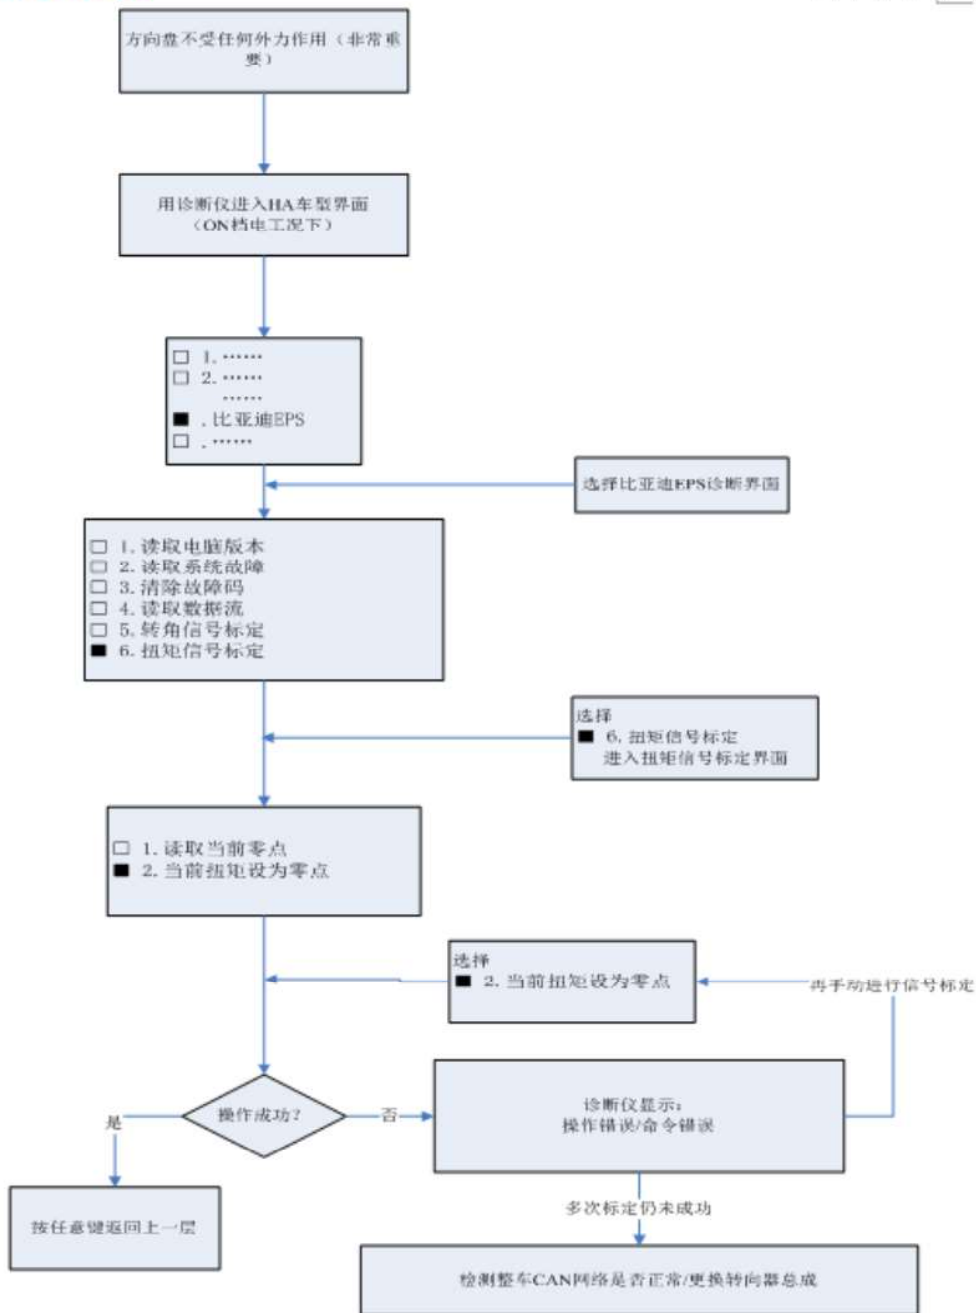 方向盘不受任何外力作用（非常重
要）
用诊断仪进入HA车型界面
（ON档电工况下）
□ 1. ……
□ 2. ……
……
■ . 比亚迪EPS
□ . ……
选择比亚迪EPS诊断界面
□ 1. 读取电脑版本
□ 2. 读取系统故障
□ 3. 清除故障码
□ 4. 读取数据流
□ 5. 转角信号标定
■ 6. 扭矩信号标定
选择
■ 6. 扭矩信号标定
进入扭矩信号标定界面
□ 1. 读取当前零点
■ 2. 当前扭矩设为零点
选择
■ 2. 当前扭矩设为零点
再手动进行信号标定
操作成功?
是
否
诊断仪显示:
操作错误/命令错误
按任意键返回上一层
多次标定仍未成功
检测整车CAN网络是否正常/更换转向器总成